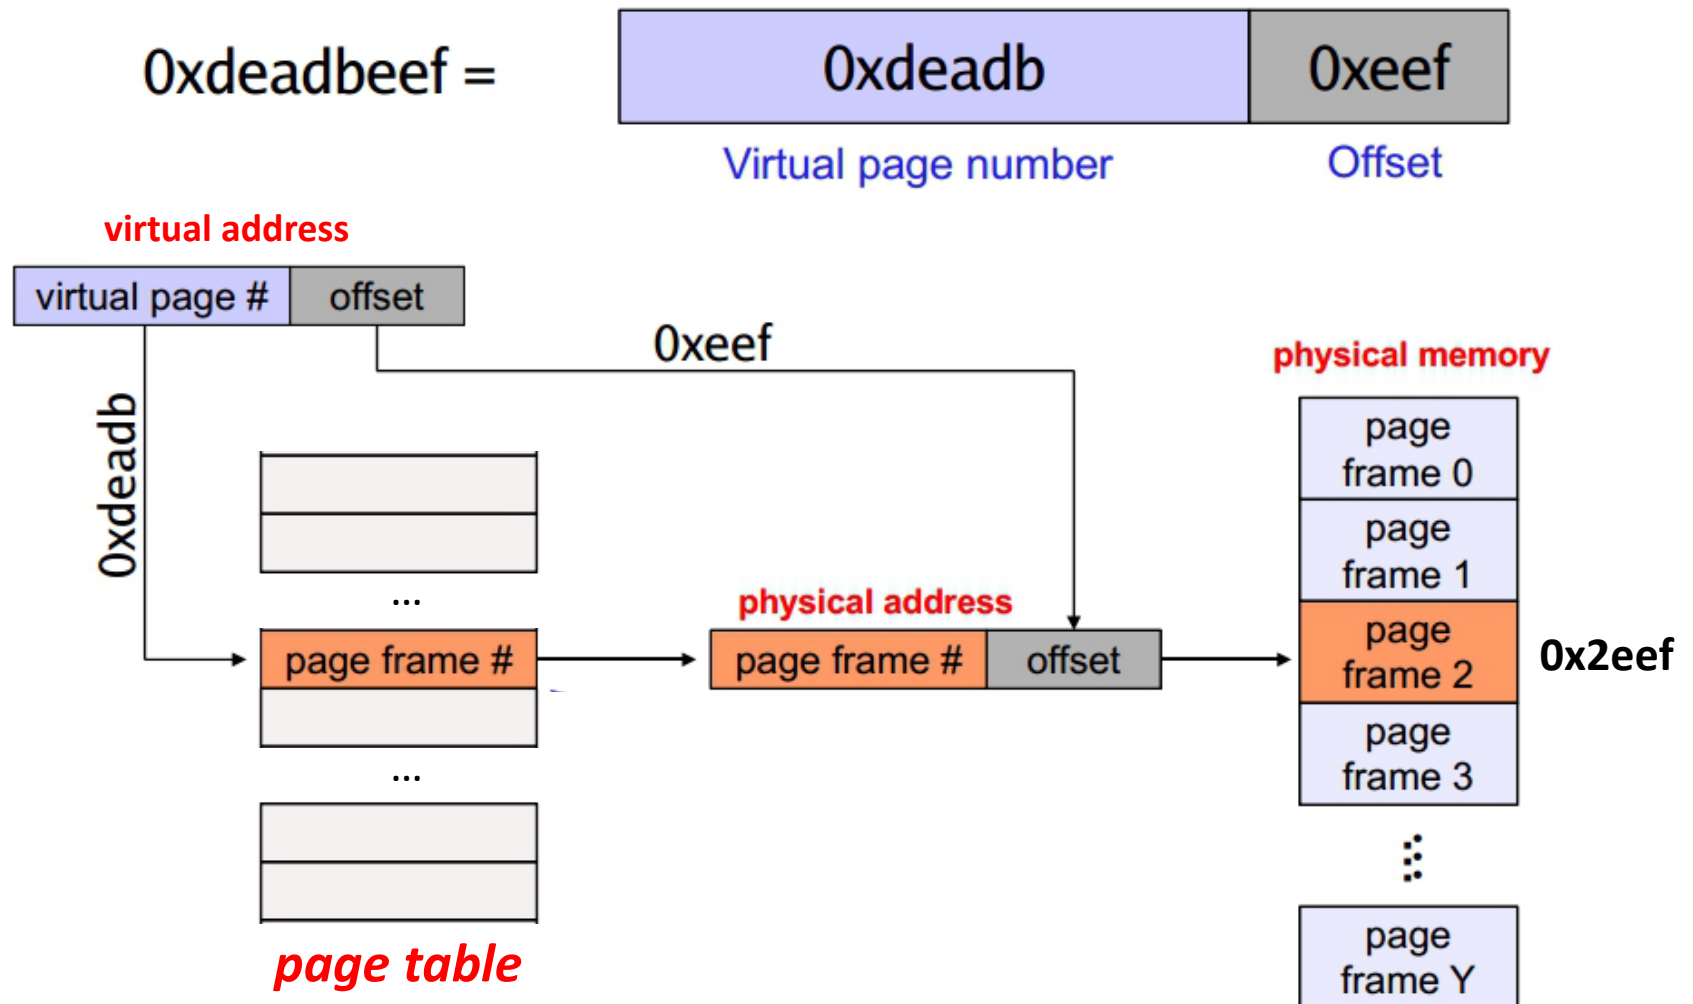 0xdeadbeef =
0xdeadb
0xeef
Virtual page number
Offset
virtual address
virtual page #
offset
0xeef
0xdeadb
physical memory
page
frame 0
page
frame 1
page
frame 2
0x2eef
page
frame 3
page
frame Y
...
page frame #
...
page table
physical address
page frame #
offset